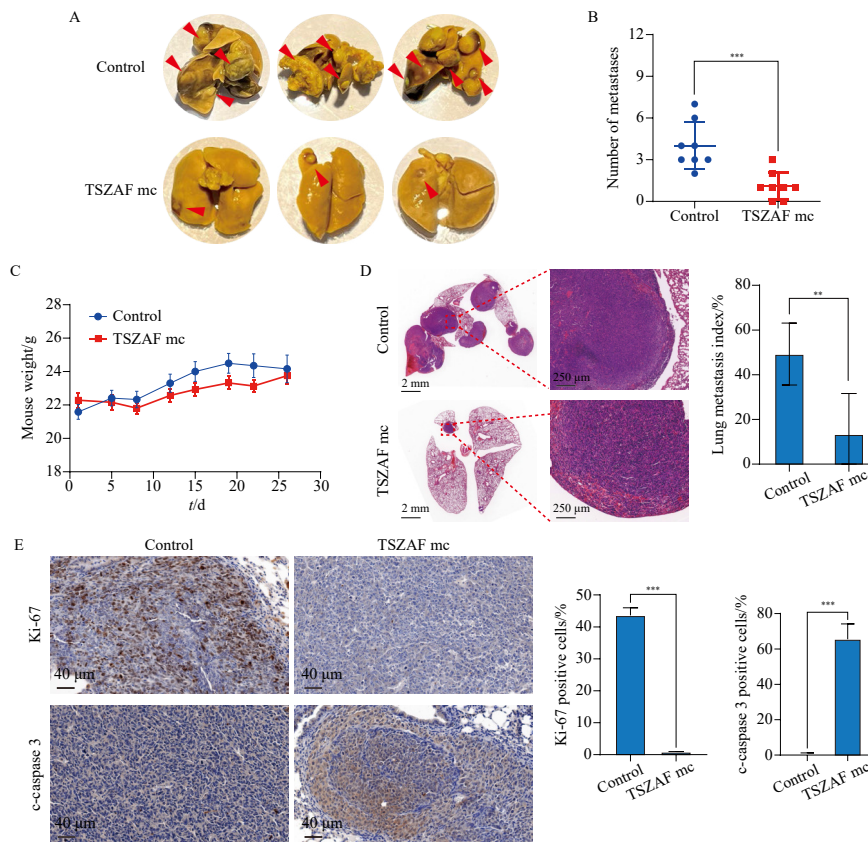 A
Control
TSZAF mc
B
***
Number of metastases
12
9
6
3
0
Control
TSZAF mc
C
Mouse weight/g
28
26
24
22
20
18
Control
TSZAF mc
0
5
10
15
20
25
30
t/d
D
Control
2 mm
250 μm
TSZAF mc
2 mm
250 μm
**
Lung metastasis index/%
80
60
40
20
0
Control
TSZAF mc
E
Control
TSZAF mc
Ki-67
40 μm
40 μm
c-caspase 3
40 μm
40 μm
***
Ki-67 positive cells/%
50
40
30
20
10
0
Control
TSZAF mc
***
c-caspase 3 positive cells/%
80
60
40
20
0
Control
TSZAF mc